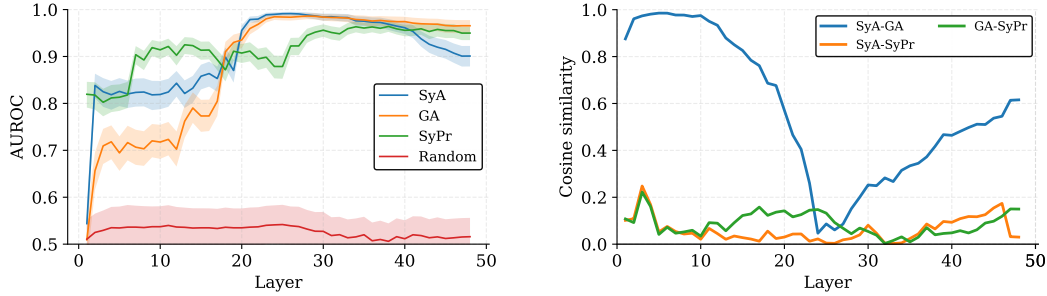 AUROC
1.0
0.9
0.8
0.7
0.6
0.5
0
10
20
30
40
50
Layer
SyA
GA
SyPr
Random
Cosine similarity
1.0
0.8
0.6
0.4
0.2
0.0
0
10
20
30
40
50
Layer
SyA-GA
SyA-SyPr
GA-SyPr